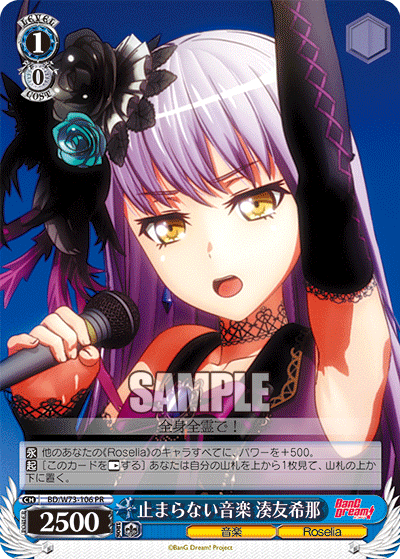 LEVEL
1
0
COST
SAMPLE
全身全霊で！
永 他のあなたの《Roselia》のキャラすべてに、パワーを＋500。
起 ［このカードを する］ あなたは自分の山札を上から1枚見て、山札の上か
下に置く。
CH BD/W73-106 PR
2500
止まらない音楽 湊友希那
BanG Dream!
音楽
Roselia
©BanG Dream! Project